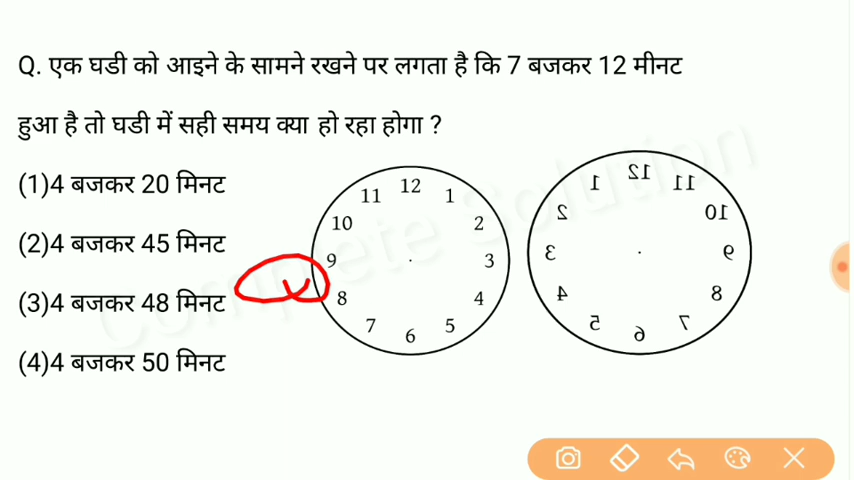 Q. एक घडी को आइने के सामने रखने पर लगता है कि 7 बजकर 12 मीनट
हुआ है तो घडी में सही समय क्या हो रहा होगा ?
(1)4 बजकर 20 मिनट
(2)4 बजकर 45 मिनट
(3)4 बजकर 48 मिनट
(4)4 बजकर 50 मिनट
12
11 1
10 2
9 3
8 4
7 5
6
12
1 11
2 10
3 9
4 8
5 7
6
Complete Solution